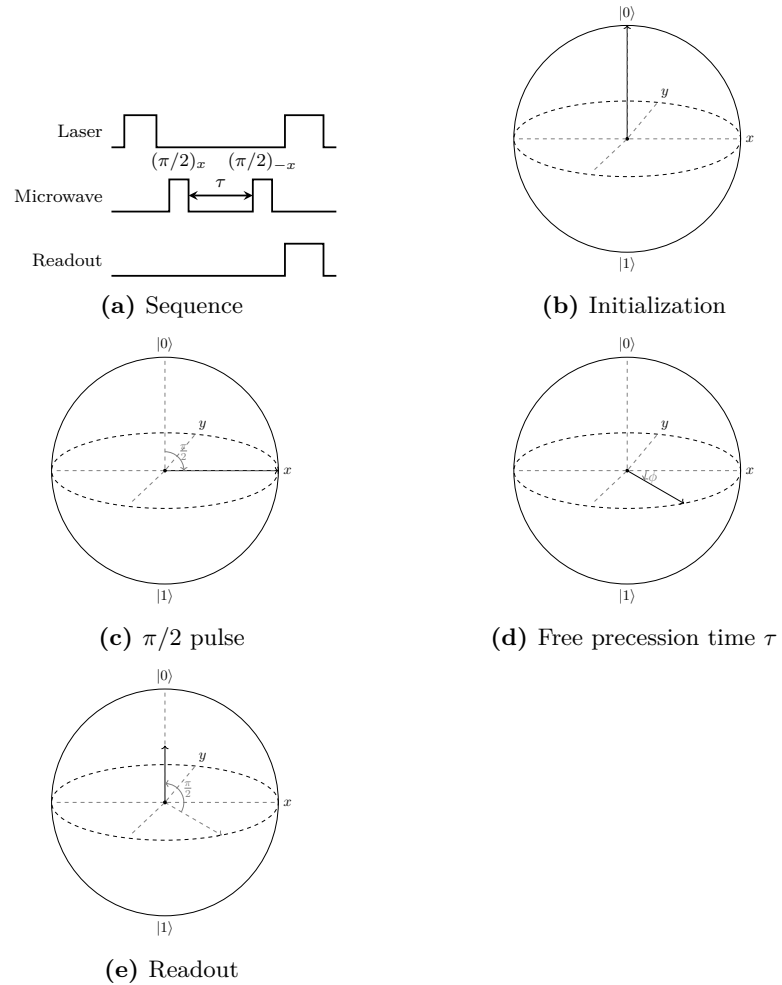 Laser
(π/2)ₓ (π/2)₋ₓ
τ
Microwave
Readout
(a) Sequence
|0⟩
y
x
|1⟩
(b) Initialization
|0⟩
y
π/2
x
|1⟩
(c) π/2 pulse
|0⟩
y
x
ϕ
|1⟩
(d) Free precession time τ
|0⟩
y
π/2
x
|1⟩
(e) Readout